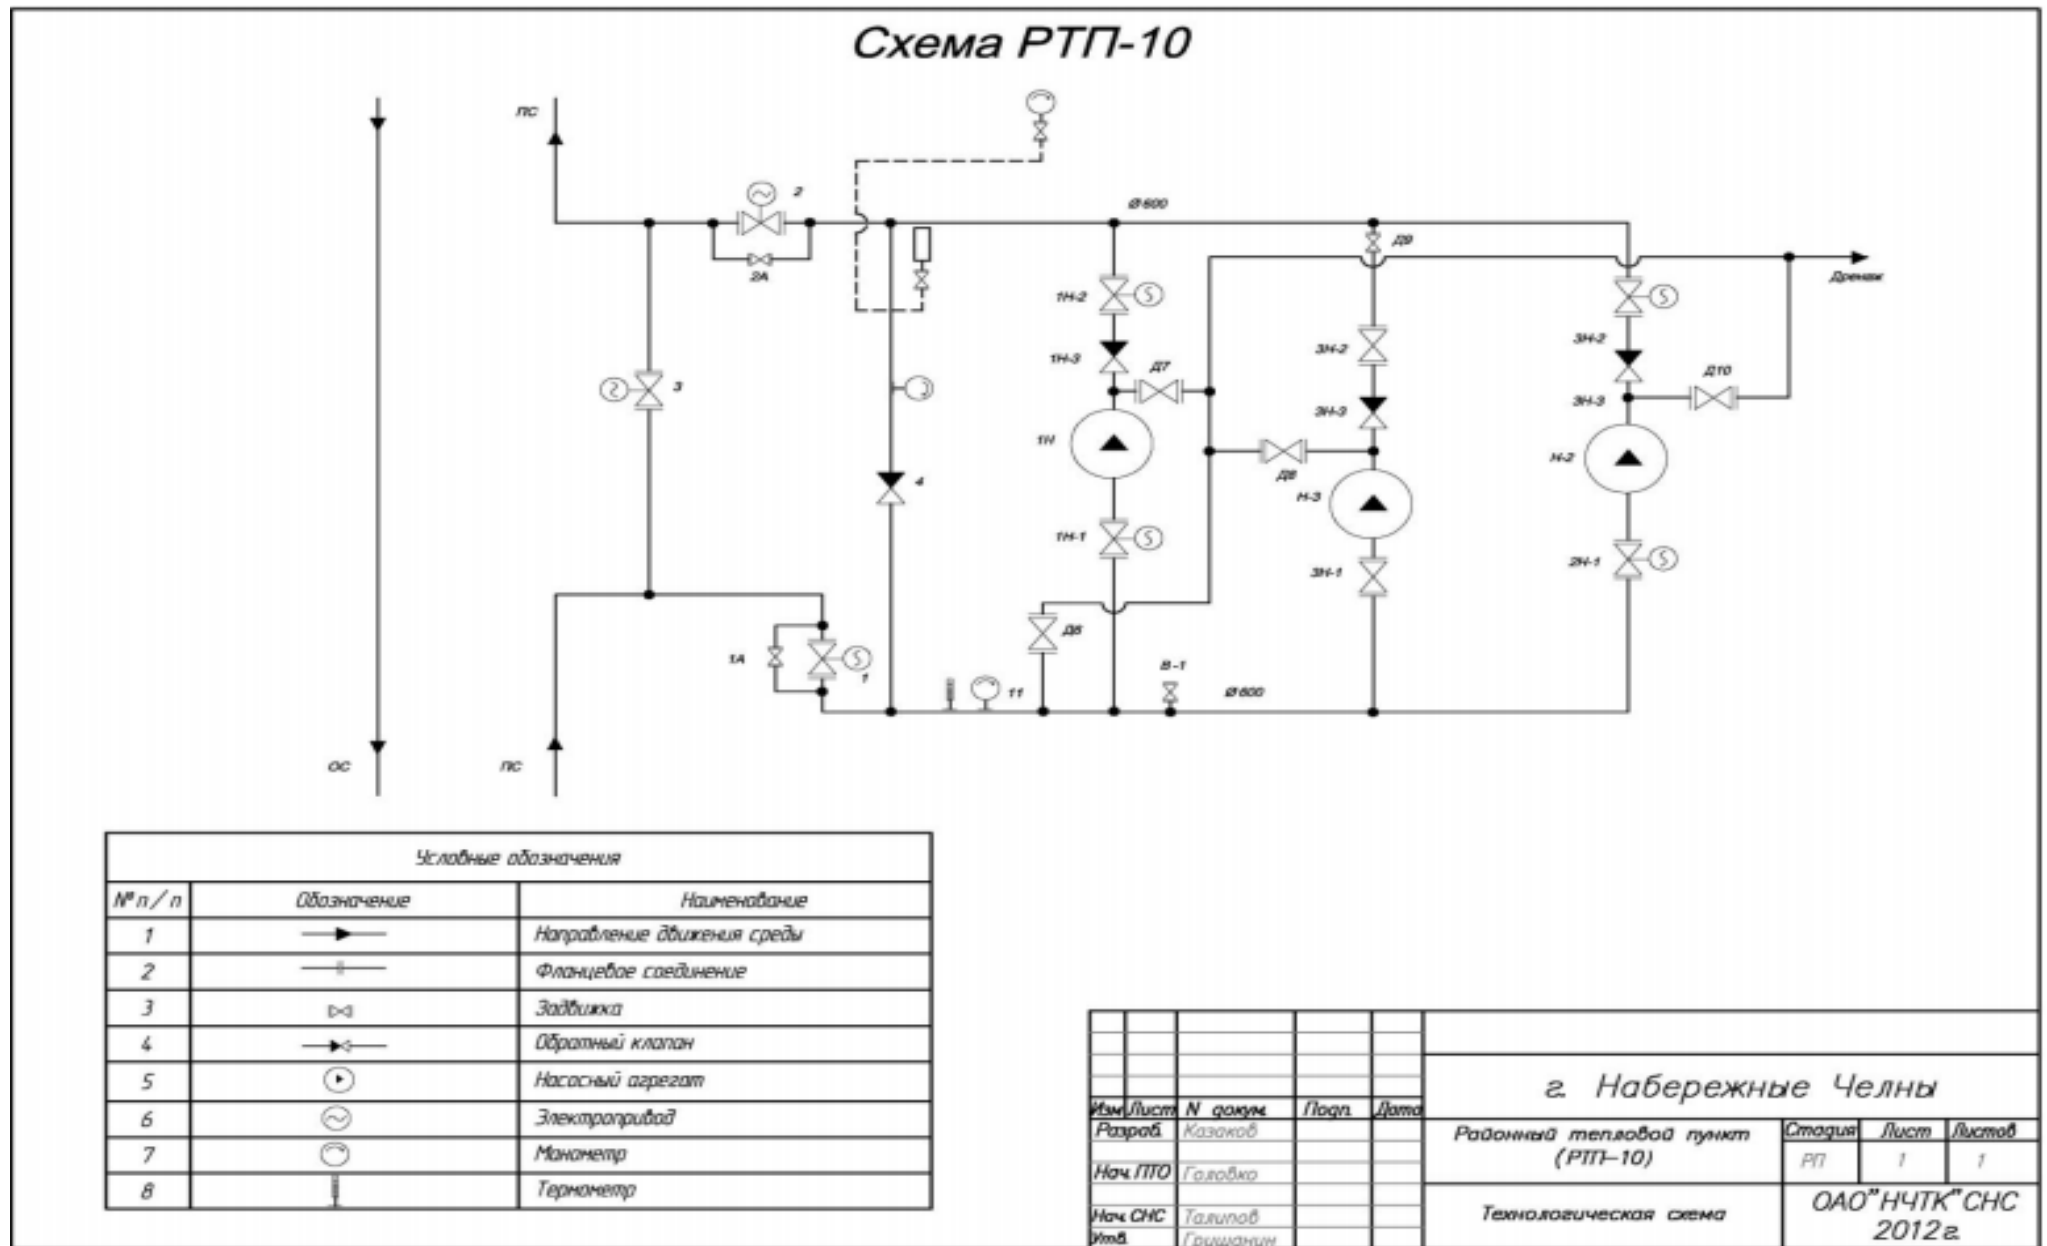 Схема РТП-10
ПС
2
Ø600
Д9
2А
Дренаж
1Н-2
3Н-2
3Н-2
1Н-3
Д7
Д10
3
3Н-3
3Н-3
1Н
Н-2
4
Д8
Н-3
1Н-1
2Н-1
3Н-1
Д6
1А
В-1
1
11
Ø600
ОС
ПС
Условные обозначения
№ п/п Обозначение Наименование
1 Направление движения среды
2 Фланцевое соединение
3 Задвижка
4 Обратный клапан
5 Насосный агрегат
6 Электропривод
7 Манометр
8 Термометр
г. Набережные Челны
Изм Лист N докум. Подп. Дата
Разраб. Казаков
Районный тепловой пункт
(РТП-10)
Стадия Лист Листов
РП 1 1
Нач. ПТО Головко
Нач. СНС Талипов
Утв. Гришанин
Технологическая схема
ОАО"НЧТК"СНС
2012г.